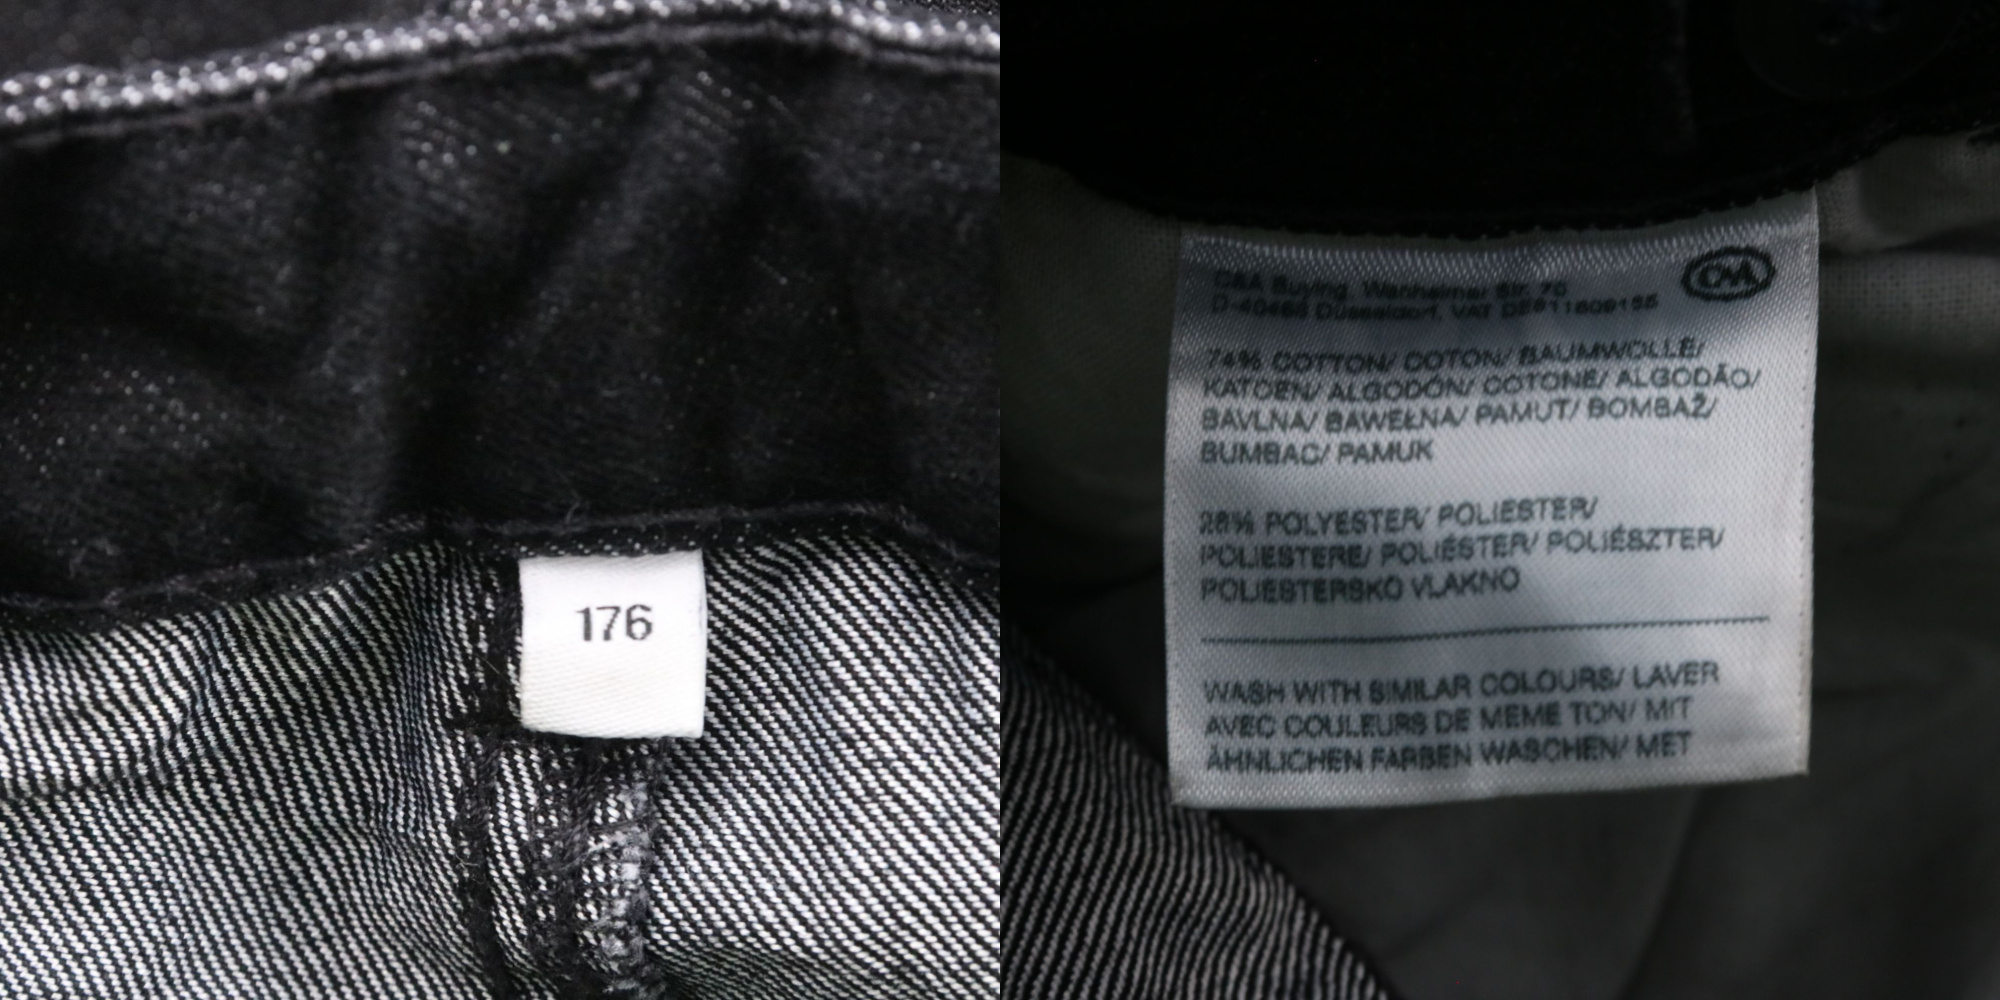 176
C&A Buying, Wanheimer Str. 70
D-40468 Düsseldorf, VAT
C&A
74% COTTON/ COTON/ BAUMWOLLE/
KATOEN/ ALGODÓN/ COTONE/ ALGODÃO/
BAVLNA/ BAWEŁNA/ PAMUT/ BOMBAŽ/
BUMBAC/ PAMUK
26% POLYESTER/ POLIESTER/
POLIESTERE/ POLIÉSTER/ POLIÉSZTER/
POLIESTERSKO VLAKNO
WASH WITH SIMILAR COLOURS/ LAVER
AVEC COULEURS DE MEME TON/ MIT
ÄHNLICHEN FARBEN WASCHEN/ MET